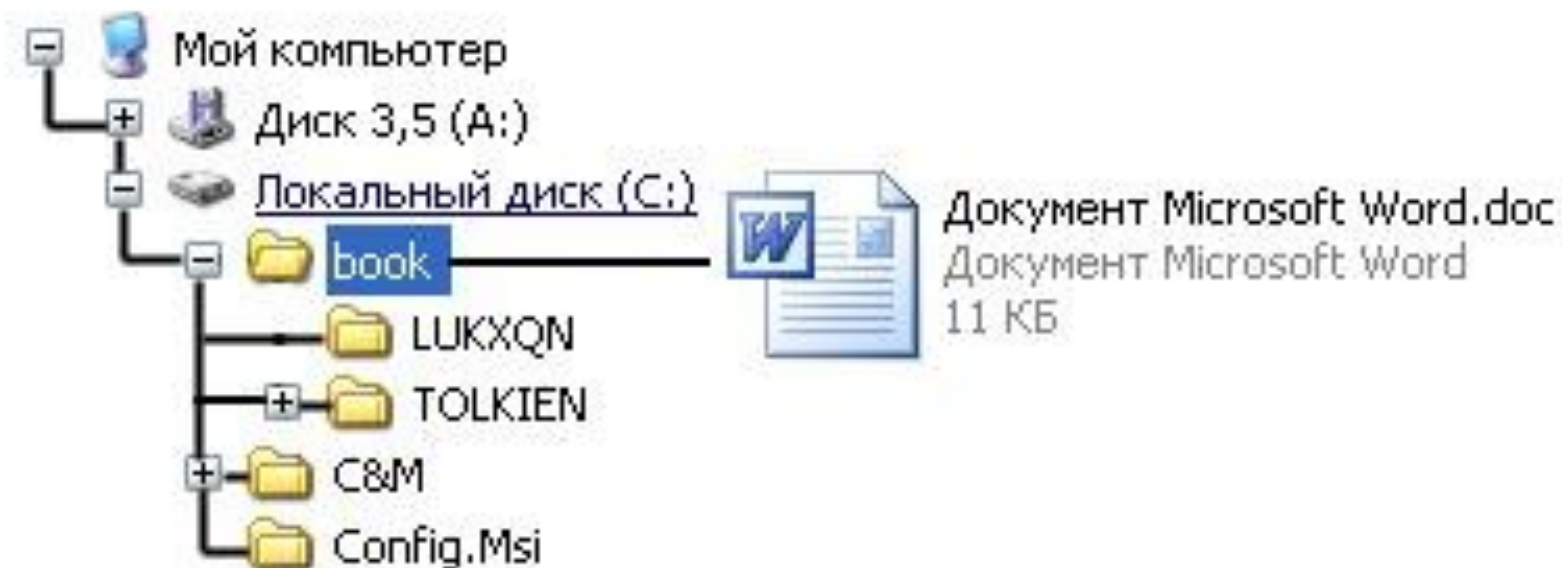 Мой компьютер
Диск 3,5 (A:)
Локальный диск (C:)
book
LUKXQN
TOLKIEN
C&M
Config.Msi
Документ Microsoft Word.doc
Документ Microsoft Word
11 КБ